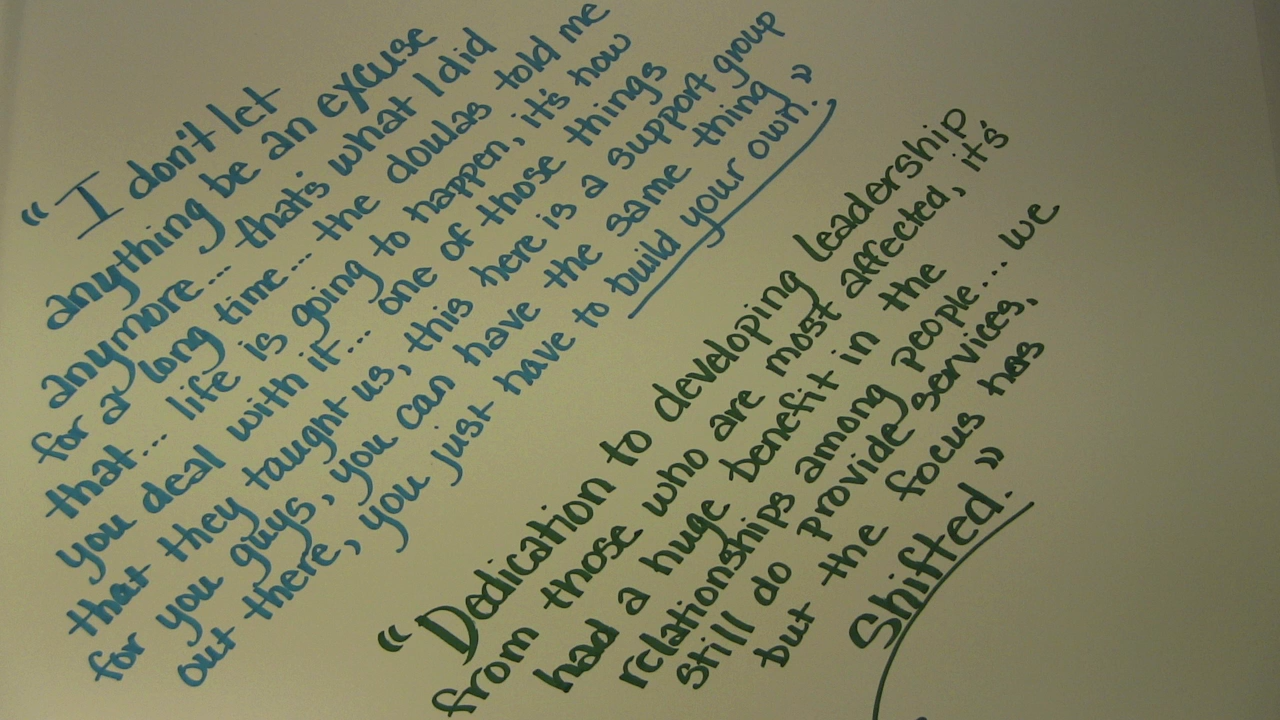 "I don't let
anything be an excuse
anymore... that's what I did
for a long time... the doulas told me
that... life is going to happen, it's how
you deal with it... one of those things
that they taught us, this here is a support group
for you guys, you can have the same thing
out there, you just have to build your own."
"Dedication to developing leadership
from those who are most affected, it's
had a huge benefit in the
relationships among people... we
still do provide services,
but the focus has
Shifted."